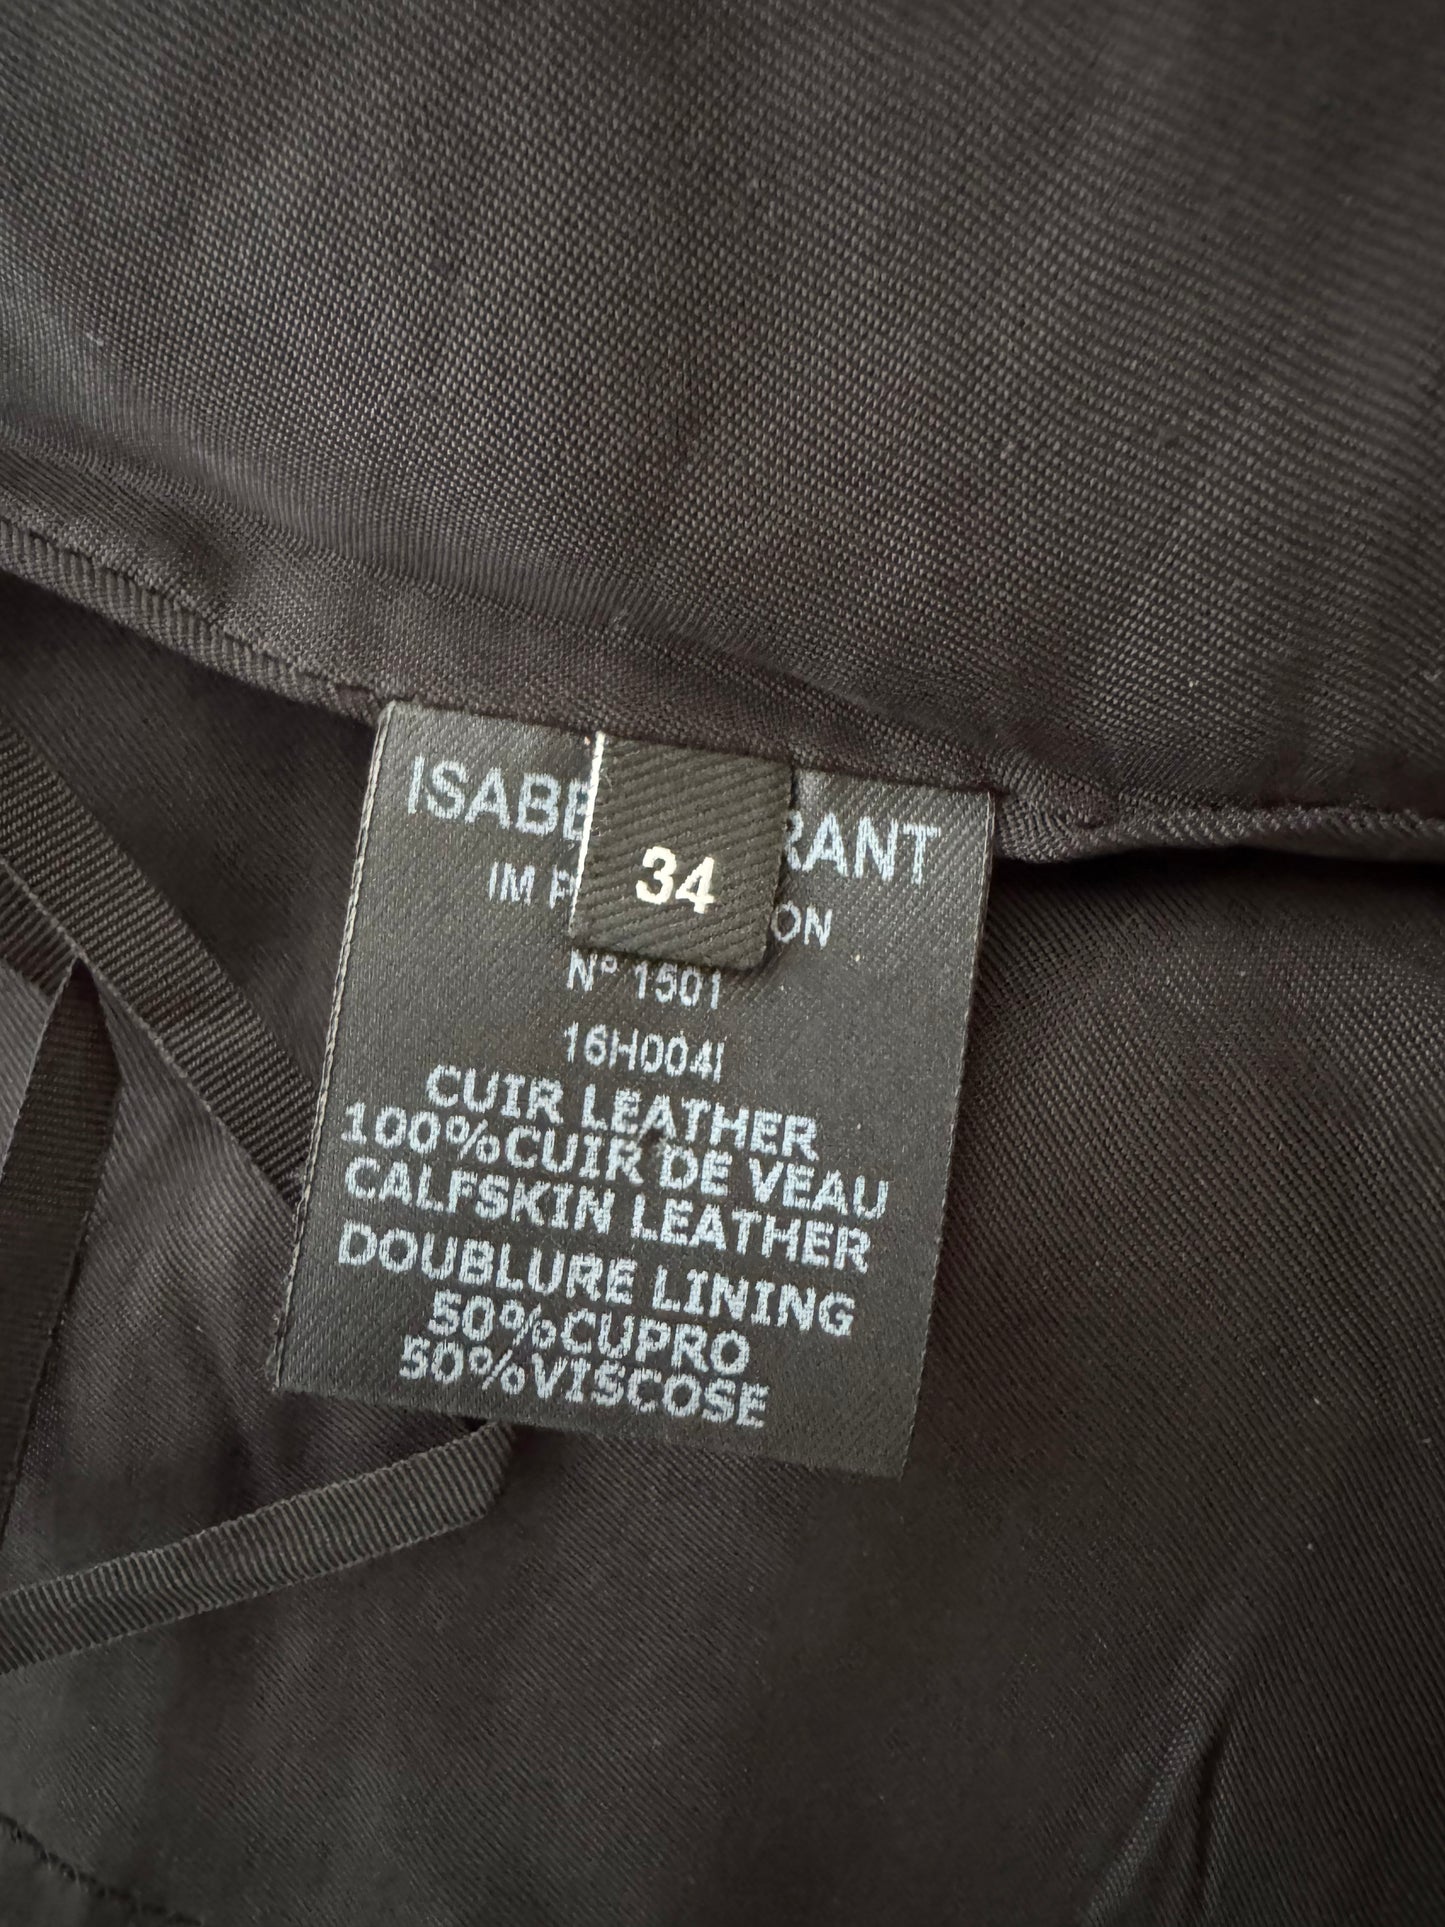 ISABE RANT
34
IM P ON
N° 1501
16H004I
CUIR LEATHER
100%CUIR DE VEAU
CALFSKIN LEATHER
DOUBLURE LINING
50%CUPRO
50%VISCOSE